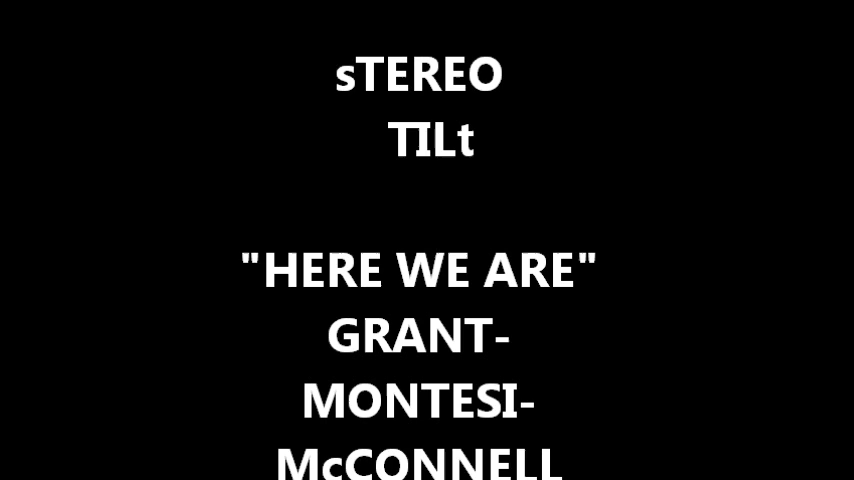 sTEREO
TILt
"HERE WE ARE"
GRANT-
MONTESI-
McCONNELL